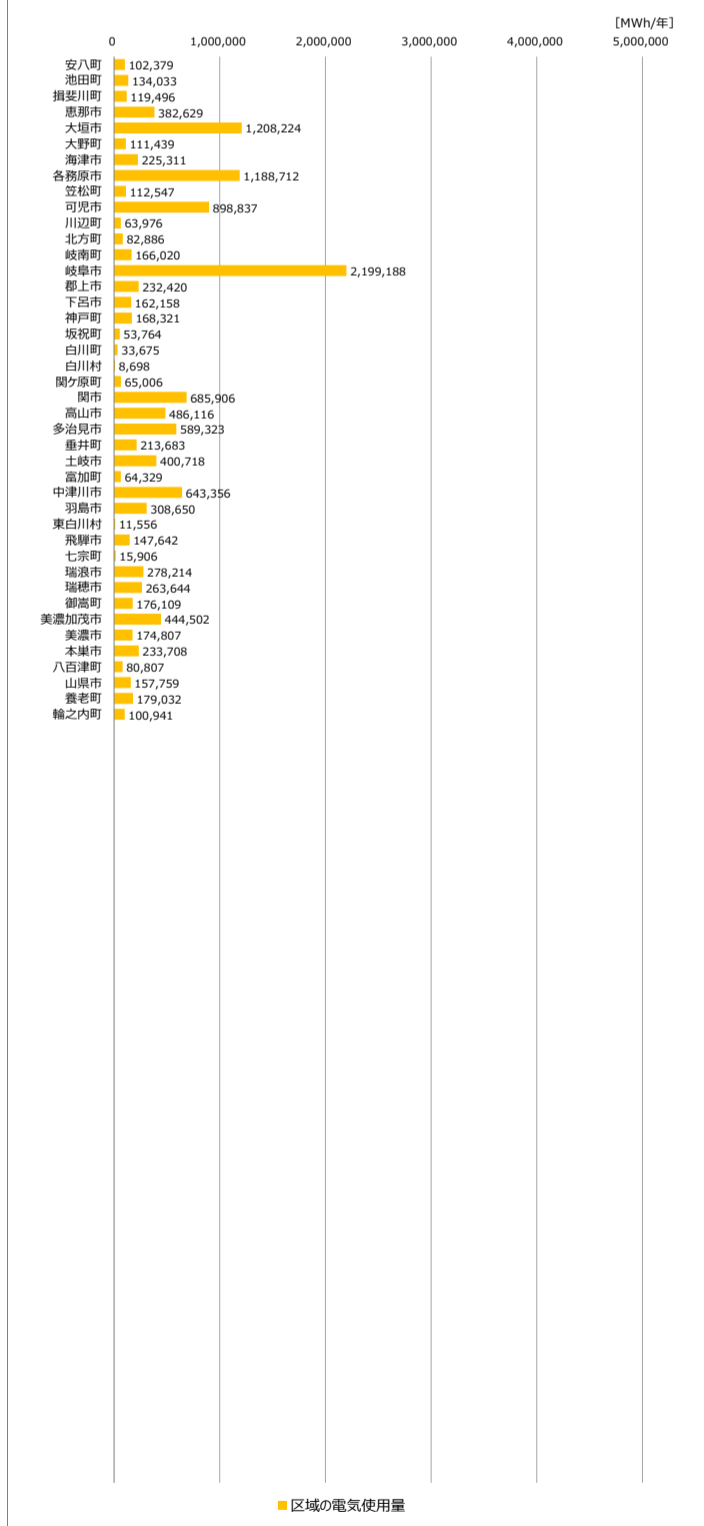 [MWh/年]
0 1,000,000 2,000,000 3,000,000 4,000,000 5,000,000
安八町 102,379
池田町 134,033
揖斐川町 119,496
恵那市 382,629
大垣市 1,208,224
大野町 111,439
海津市 225,311
各務原市 1,188,712
笠松町 112,547
可児市 898,837
川辺町 63,976
北方町 82,886
岐南町 166,020
岐阜市 2,199,188
郡上市 232,420
下呂市 162,158
神戸町 168,321
坂祝町 53,764
白川町 33,675
白川村 8,698
関ケ原町 65,006
関市 685,906
高山市 486,116
多治見市 589,323
垂井町 213,683
土岐市 400,718
富加町 64,329
中津川市 643,356
羽島市 308,650
東白川村 11,556
飛騨市 147,642
七宗町 15,906
瑞浪市 278,214
瑞穂市 263,644
御嵩町 176,109
美濃加茂市 444,502
美濃市 174,807
本巣市 233,708
八百津町 80,807
山県市 157,759
養老町 179,032
輪之内町 100,941
区域の電気使用量